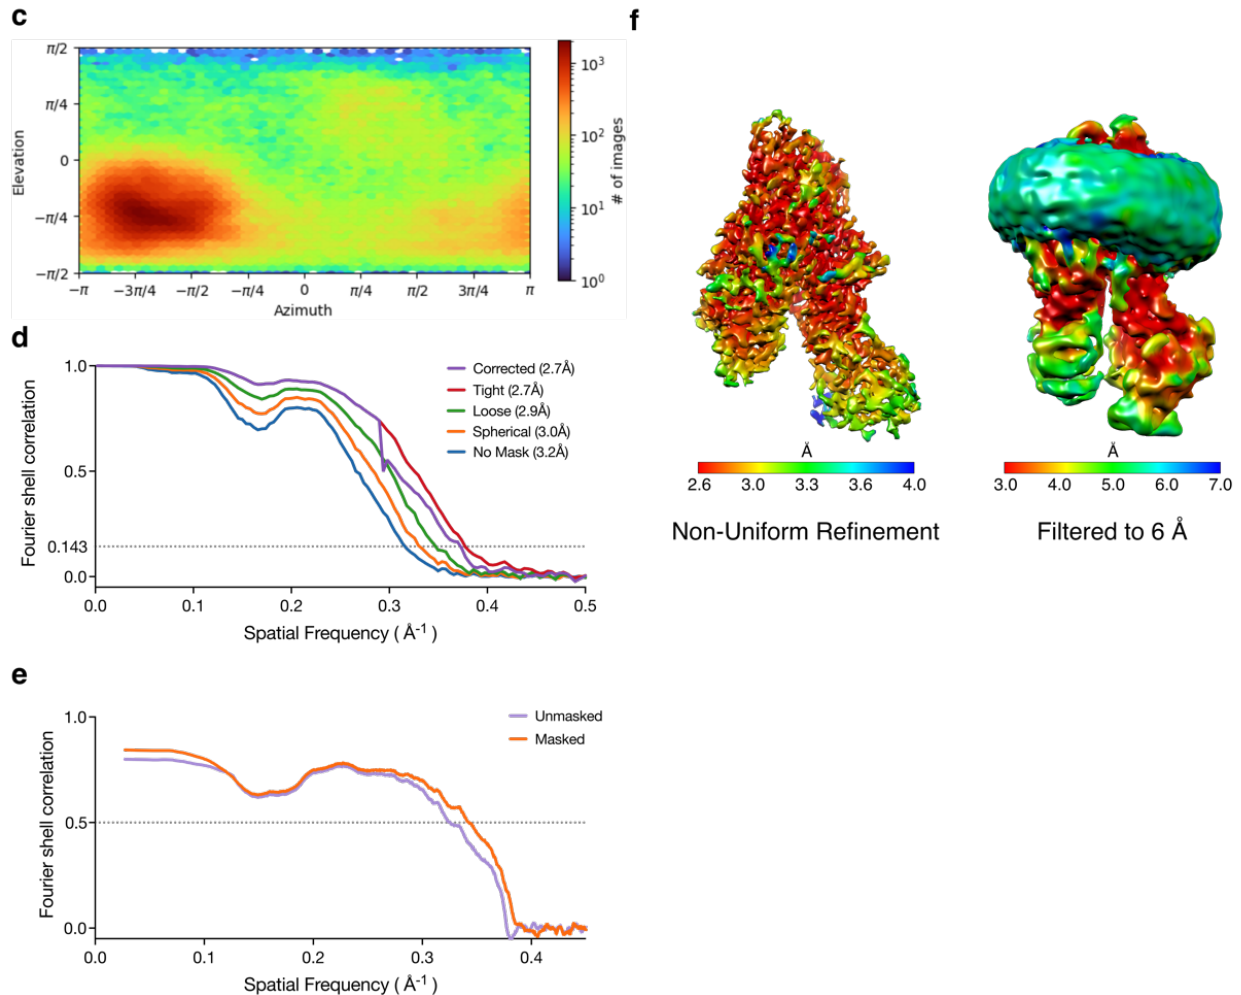 c
π/2
π/4
0
−π/4
−π/2
Elevation
−π
−3π/4
−π/2
−π/4
0
π/4
π/2
3π/4
π
Azimuth
10³
10²
10¹
10⁰
# of images
d
1.0
0.5
0.143
0.0
Fourier shell correlation
Corrected (2.7Å)
Tight (2.7Å)
Loose (2.9Å)
Spherical (3.0Å)
No Mask (3.2Å)
0.0
0.1
0.2
0.3
0.4
0.5
Spatial Frequency ( Å⁻¹ )
e
1.0
0.5
0.0
Fourier shell correlation
Unmasked
Masked
0.0
0.1
0.2
0.3
0.4
Spatial Frequency ( Å⁻¹ )
f
Å
2.6
3.0
3.3
3.6
4.0
Non-Uniform Refinement
Å
3.0
4.0
5.0
6.0
7.0
Filtered to 6 Å